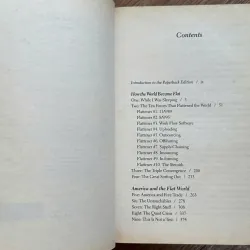 Contents
Introduction to the Paperback Edition / ix
How the World Became Flat
One: While I Was Sleeping / 3
Two: The Ten Forces That Flattened the World / 51
Flattener #1. 11/9/89
Flattener #2. 8/9/95
Flattener #3. Work Flow Software
Flattener #4. Uploading
Flattener #5. Outsourcing
Flattener #6. Offshoring
Flattener #7. Supply-Chaining
Flattener #8. Insourcing
Flattener #9. In-forming
Flattener #10. The Steroids
Three: The Triple Convergence / 200
Four: The Great Sorting Out /
America and the Flat World
Five: America and Free Trade / 263
Six: The Untouchables /
Seven: The Right Stuff /
Eight: The Quiet Crisis /
Nine: This Is Not a Test /